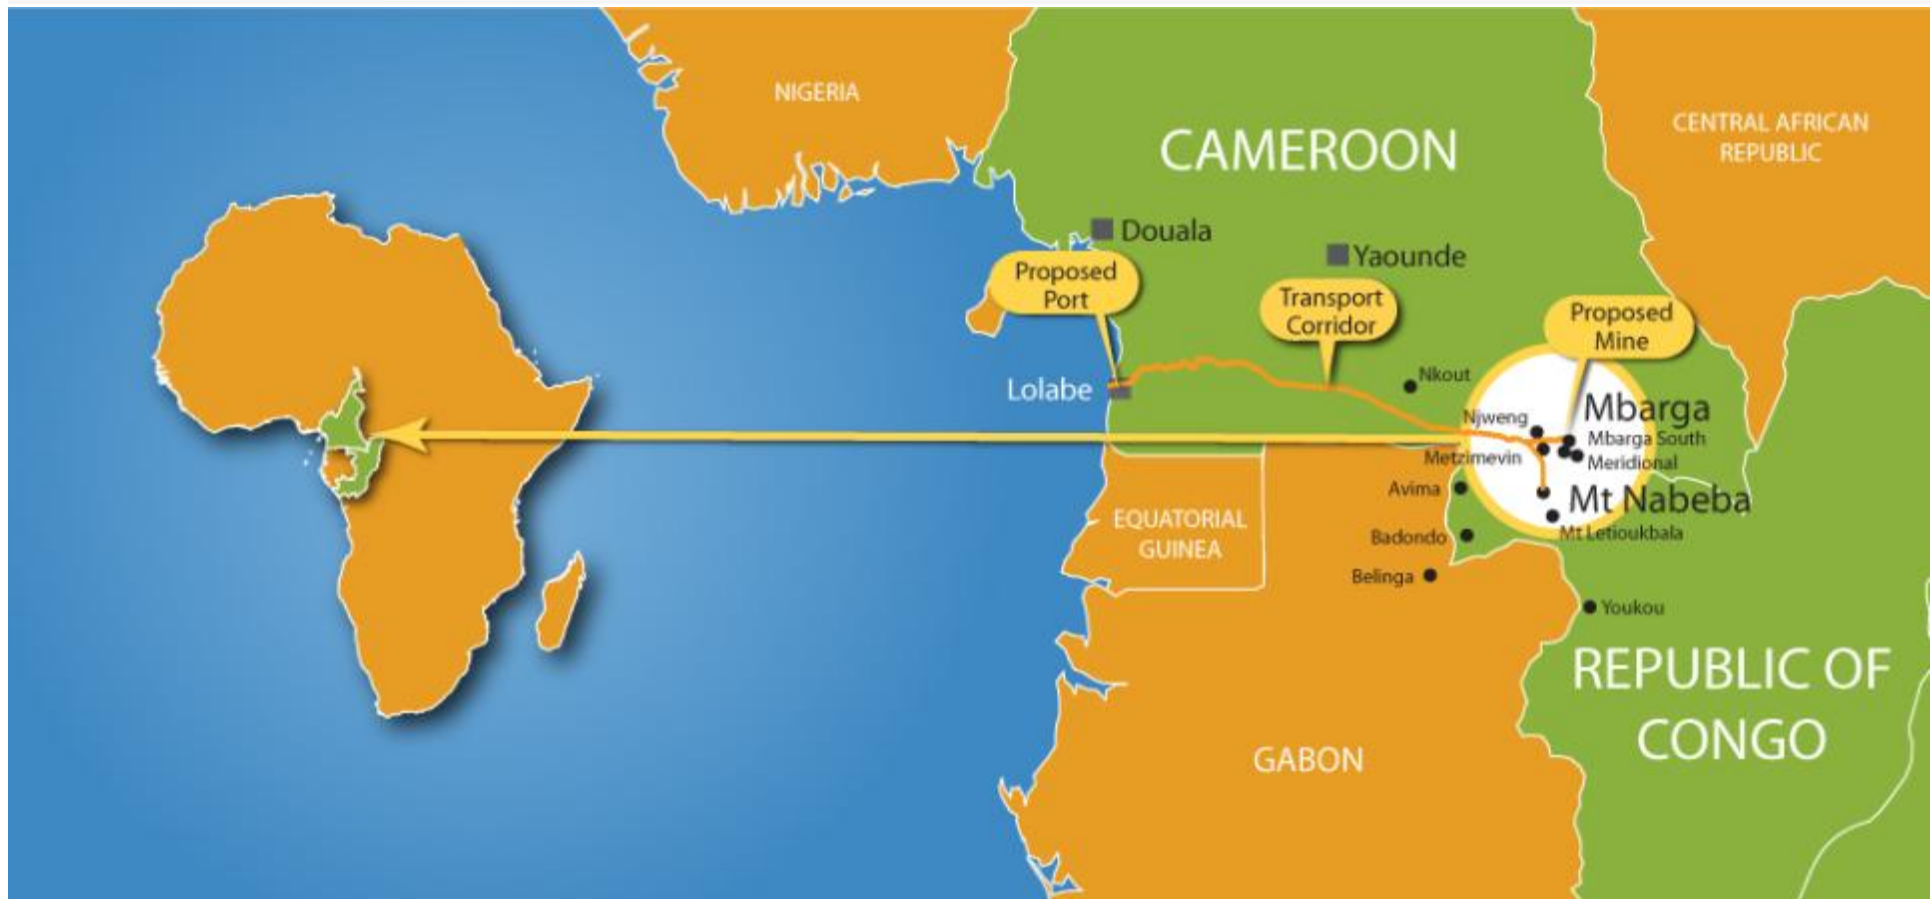 NIGERIA
CAMEROON
CENTRAL AFRICAN
REPUBLIC
Douala
Yaounde
Proposed
Port
Transport
Corridor
Proposed
Mine
Lolabe
Nkout
Mbarga
Njweng
Mbarga South
Metzimevin
Meridional
Avima
Mt Nabeba
EQUATORIAL
GUINEA
Badondo
Mt Letioukbala
Belinga
Youkou
REPUBLIC OF
CONGO
GABON